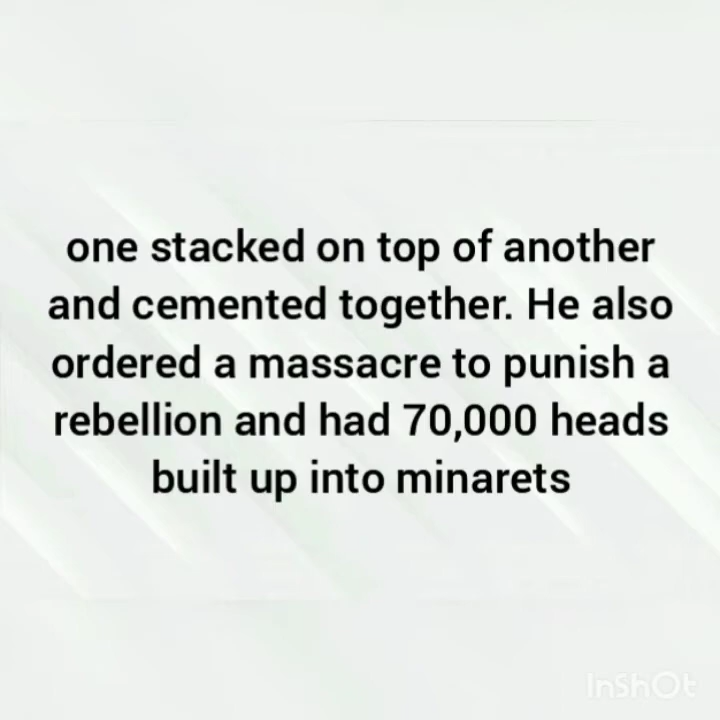 one stacked on top of another
and cemented together. He also
ordered a massacre to punish a
rebellion and had 70,000 heads
built up into minarets
InShOt